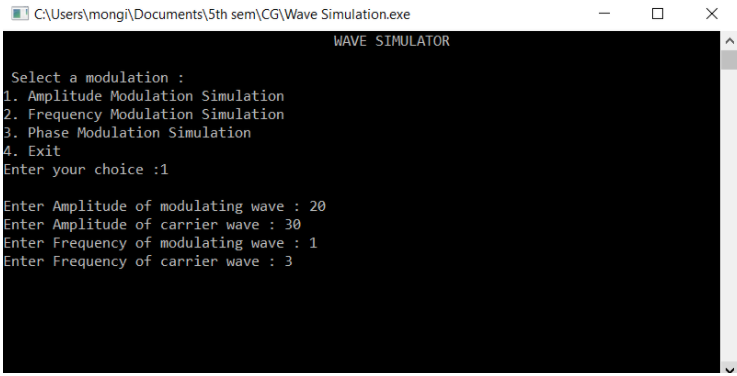 C:\Users\mongi\Documents\5th sem\CG\Wave Simulation.exe
WAVE SIMULATOR
Select a modulation :
1. Amplitude Modulation Simulation
2. Frequency Modulation Simulation
3. Phase Modulation Simulation
4. Exit
Enter your choice :1
Enter Amplitude of modulating wave : 20
Enter Amplitude of carrier wave : 30
Enter Frequency of modulating wave : 1
Enter Frequency of carrier wave : 3